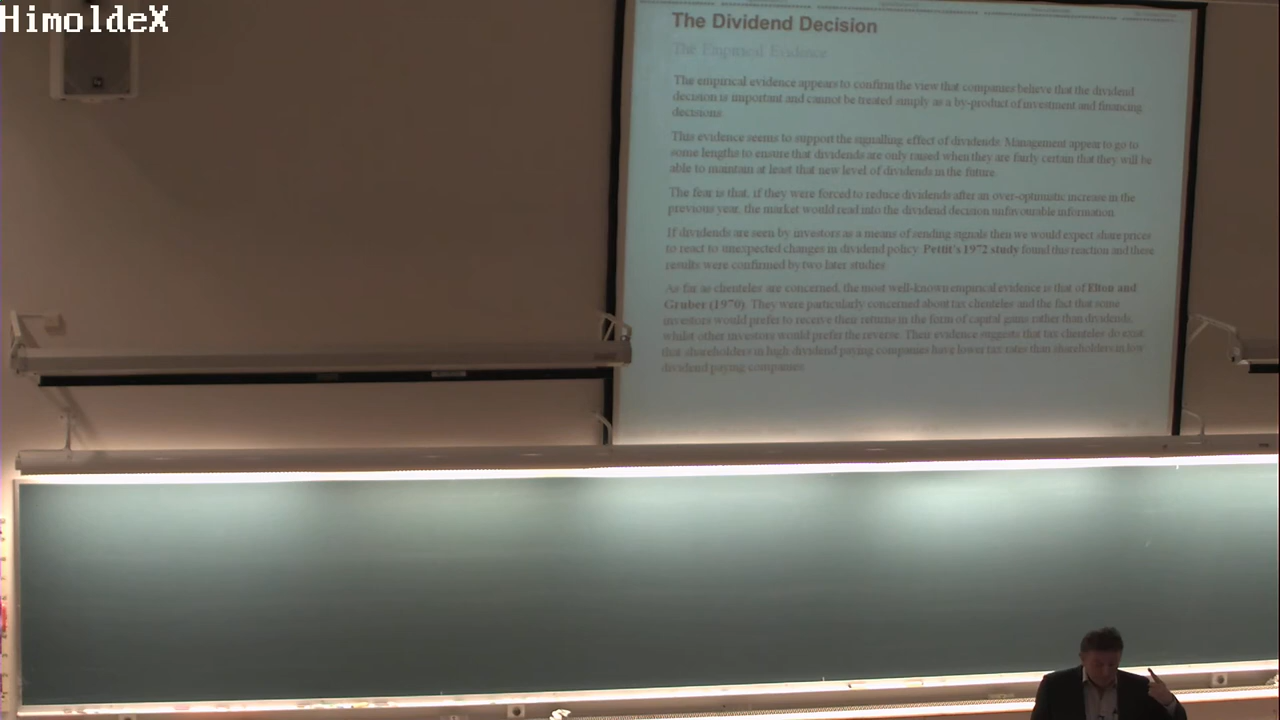 HimoldeX
The Dividend Decision
The Empirical Evidence
The empirical evidence appears to confirm the view that companies believe that the dividend
decision is important and cannot be treated simply as a by-product of investment and financing
decisions.
This evidence seems to support the signalling effect of dividends. Management appear to go to
some lengths to ensure that dividends are only raised when they are fairly certain that they will be
able to maintain at least that new level of dividends in the future.
The fear is that, if they were forced to reduce dividends after an over-optimistic increase in the
previous year, the market would read into the dividend decision unfavourable information.
If dividends are seen by investors as a means of sending signals then we would expect share prices
to react to unexpected changes in dividend policy. Pettit's 1972 study found this reaction and these
results were confirmed by two later studies.
As far as clienteles are concerned, the most well-known empirical evidence is that of Elton and
Gruber (1970). They were particularly concerned about tax clienteles and the fact that some
investors would prefer to receive their returns in the form of capital gains rather than dividends,
whilst other investors would prefer the reverse. Their evidence suggests that tax clienteles do exist
that shareholders in high dividend paying companies have lower tax rates than shareholders in low
dividend paying companies.